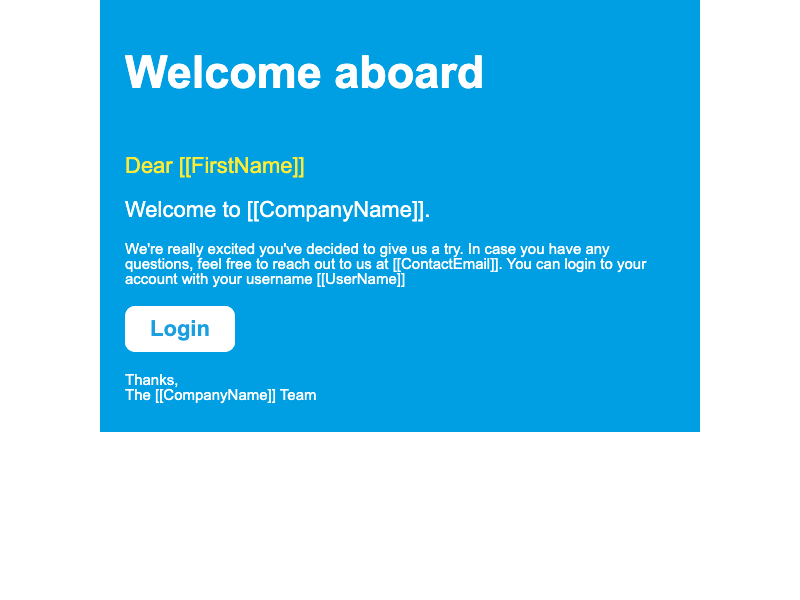 Welcome aboard
Dear [[FirstName]]
Welcome to [[CompanyName]].
We're really excited you've decided to give us a try. In case you have any
questions, feel free to reach out to us at [[ContactEmail]]. You can login to your
account with your username [[UserName]]
Login
Thanks,
The [[CompanyName]] Team